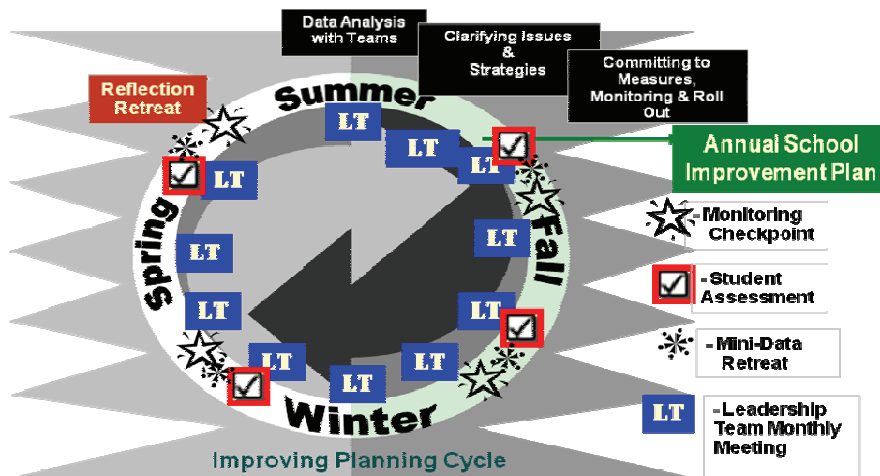 Data Analysis
with Teams
Clarifying Issues
&
Strategies
Committing to
Measures,
Monitoring & Roll
Out
Reflection
Retreat
Summer
Annual School
Improvement Plan
LT
LT
LT
LT
LT
LT
LT
LT
LT
LT
LT
Fall
Winter
Spring
-Monitoring
Checkpoint
-Student
Assessment
-Mini-Data
Retreat
LT
-Leadership
Team Monthly
Meeting
Improving Planning Cycle